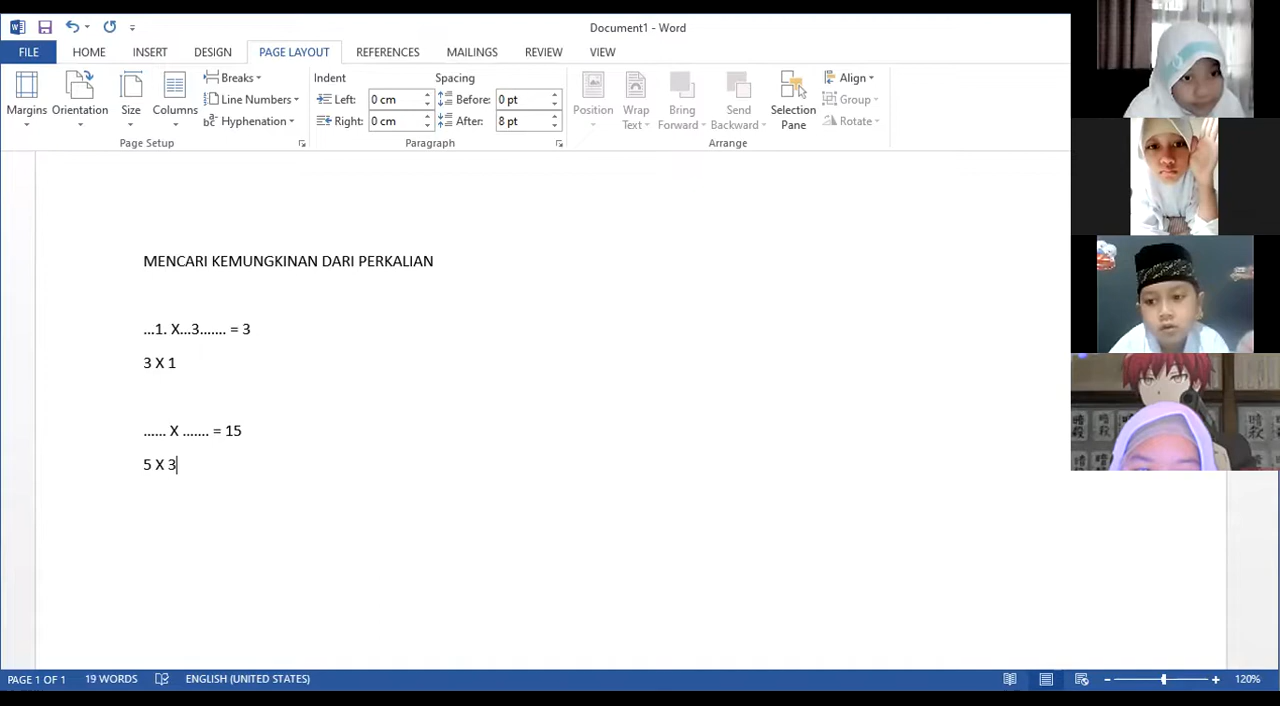 Document1 - Word
FILE HOME INSERT DESIGN PAGE LAYOUT REFERENCES MAILINGS REVIEW VIEW
Margins Orientation Size Columns
Breaks
Line Numbers
Hyphenation
Page Setup
Indent
Left: 0 cm
Right: 0 cm
Spacing
Before: 0 pt
After: 8 pt
Paragraph
Position
Wrap Text
Bring Forward
Send Backward
Selection Pane
Align
Group
Rotate
Arrange
MENCARI KEMUNGKINAN DARI PERKALIAN
...1. X...3....... = 3
3 X 1
...... X ....... = 15
5 X 3
PAGE 1 OF 1 19 WORDS ENGLISH (UNITED STATES) 120%